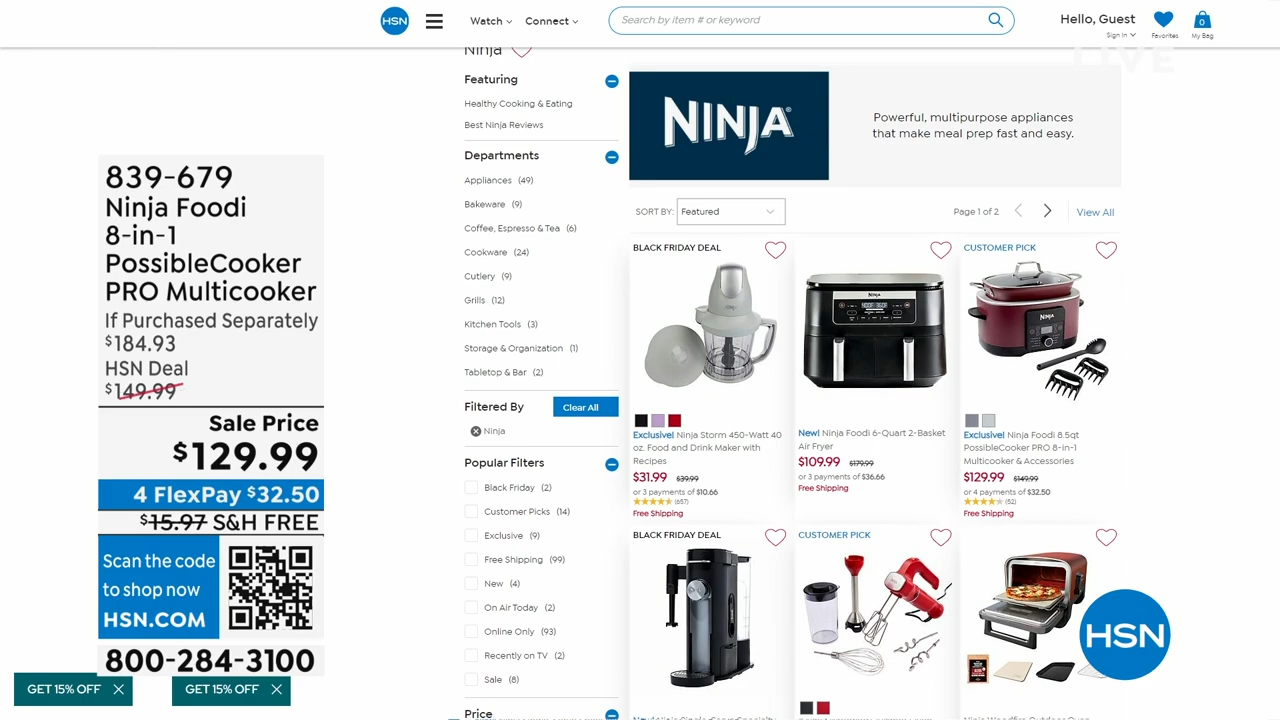 HSN
Watch
Connect
Search by item # or keyword
Hello, Guest
Sign In
Favorites
0
My Bag
LIVE
Ninja
Featuring
Healthy Cooking & Eating
Best Ninja Reviews
Departments
Appliances (49)
Bakeware (9)
Coffee, Espresso & Tea (6)
Cookware (24)
Cutlery (9)
Grills (12)
Kitchen Tools (3)
Storage & Organization (1)
Tabletop & Bar (2)
Filtered By
Clear All
Ninja
Popular Filters
Black Friday (2)
Customer Picks (14)
Exclusive (9)
Free Shipping (99)
New (4)
On Air Today (2)
Online Only (93)
Recently on TV (2)
Sale (8)
Price
NINJA®
Powerful, multipurpose appliances
that make meal prep fast and easy.
SORT BY: Featured
Page 1 of 2
View All
BLACK FRIDAY DEAL
Exclusive! Ninja Storm 450-Watt 40
oz. Food and Drink Maker with
Recipes
$31.99 $39.99
or 3 payments of $10.66
(657)
Free Shipping
NINJA
New! Ninja Foodi 6-Quart 2-Basket
Air Fryer
$109.99 $179.99
or 3 payments of $36.66
Free Shipping
CUSTOMER PICK
NINJA
Exclusive! Ninja Foodi 8.5qt
PossibleCooker PRO 8-in-1
Multicooker & Accessories
$129.99 $149.99
or 4 payments of $32.50
(52)
Free Shipping
BLACK FRIDAY DEAL
CUSTOMER PICK
HSN
839-679
Ninja Foodi
8-in-1
PossibleCooker
PRO Multicooker
If Purchased Separately
$184.93
HSN Deal
$149.99
Sale Price
$129.99
4 FlexPay $32.50
$15.97 S&H FREE
Scan the code
to shop now
HSN.COM
800-284-3100
GET 15% OFF
GET 15% OFF